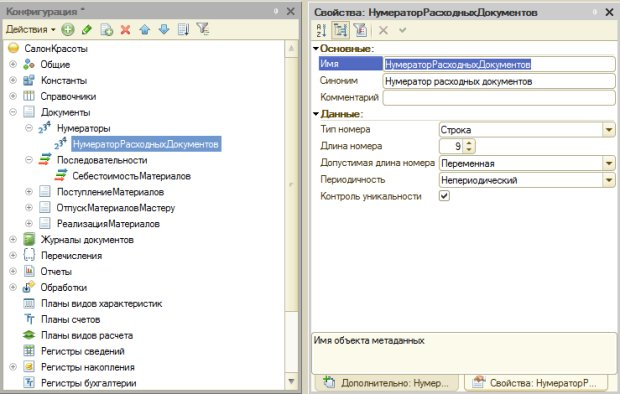 Конфигурация *
Действия
СалонКрасоты
Общие
Константы
Справочники
Документы
Нумераторы
НумераторРасходныхДокументов
Последовательности
СебестоимостьМатериалов
ПоступлениеМатериалов
ОтпускМатериаловМастеру
РеализацияМатериалов
Журналы документов
Перечисления
Отчеты
Обработки
Планы видов характеристик
Планы счетов
Планы видов расчета
Регистры сведений
Регистры накопления
Регистры бухгалтерии
Свойства: НумераторРасходныхДокументов
Основные:
Имя НумераторРасходныхДокументов
Синоним Нумератор расходных документов
Комментарий
Данные:
Тип номера Строка
Длина номера 9
Допустимая длина номера Переменная
Периодичность Непериодический
Контроль уникальности
Имя объекта метаданных
Дополнительно: Нумер... Свойства: НумераторР...